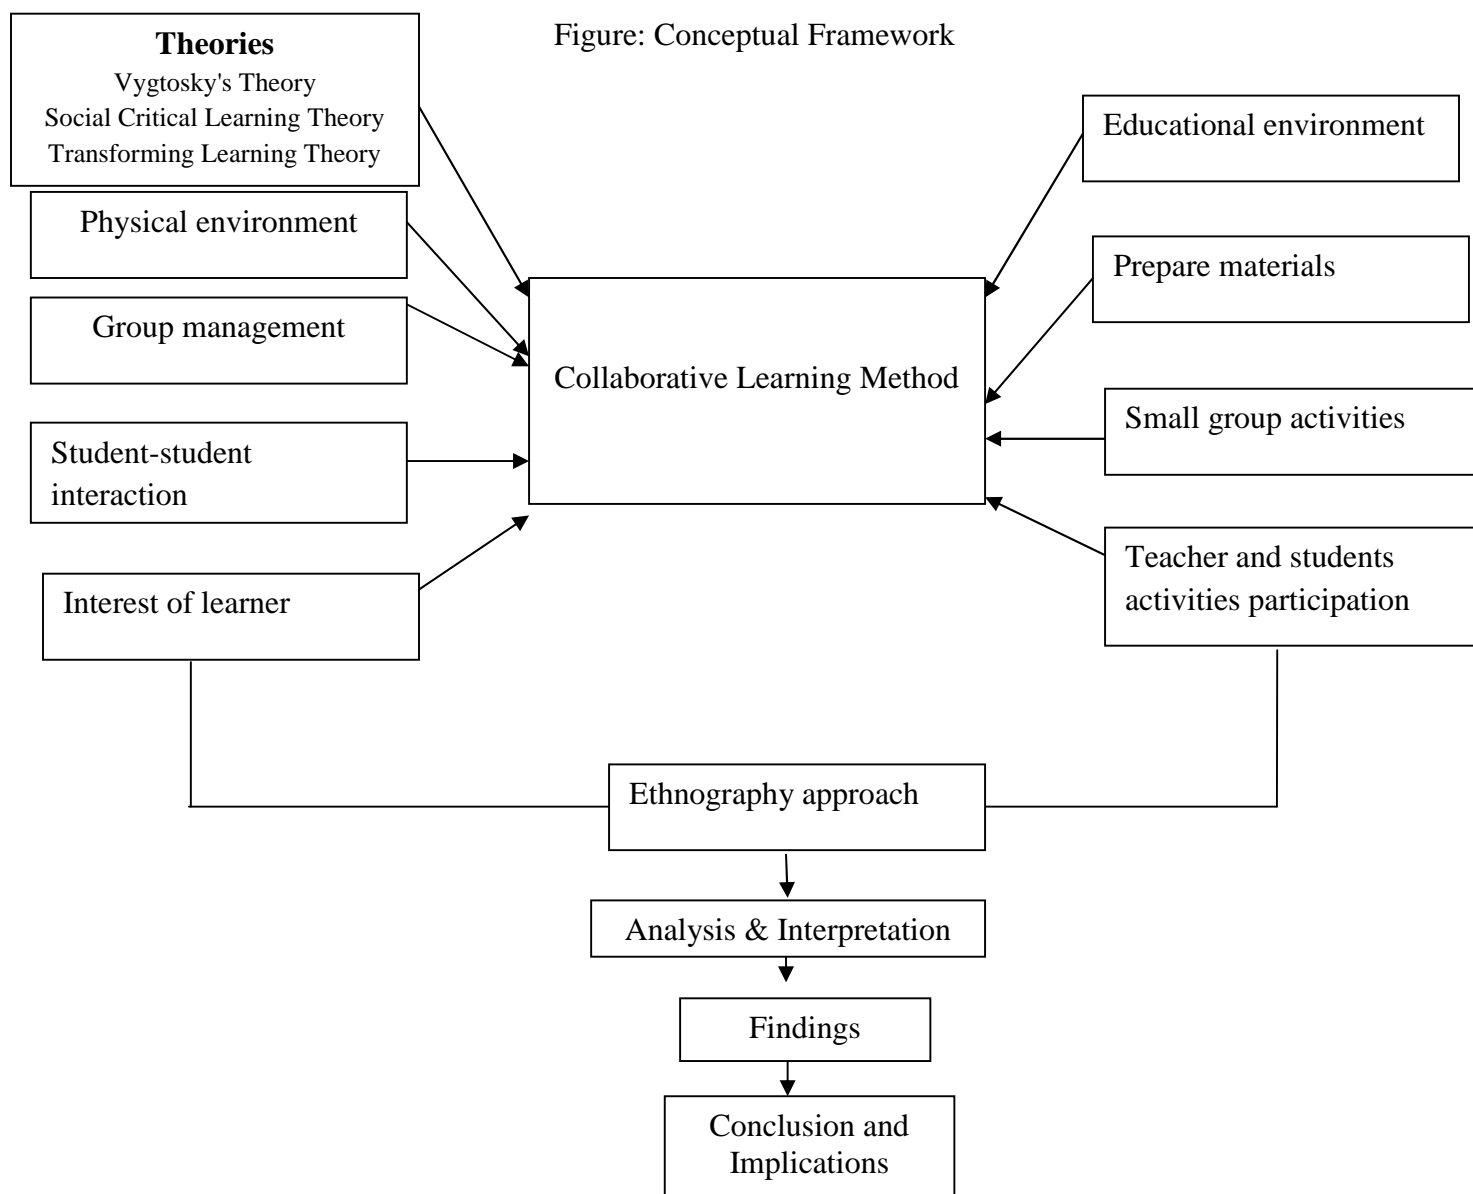 Figure: Conceptual Framework
Theories
Vygtosky's Theory
Social Critical Learning Theory
Transforming Learning Theory
Physical environment
Group management
Student-student
interaction
Interest of learner
Collaborative Learning Method
Educational environment
Prepare materials
Small group activities
Teacher and students
activities participation
Ethnography approach
Analysis & Interpretation
Findings
Conclusion and
Implications